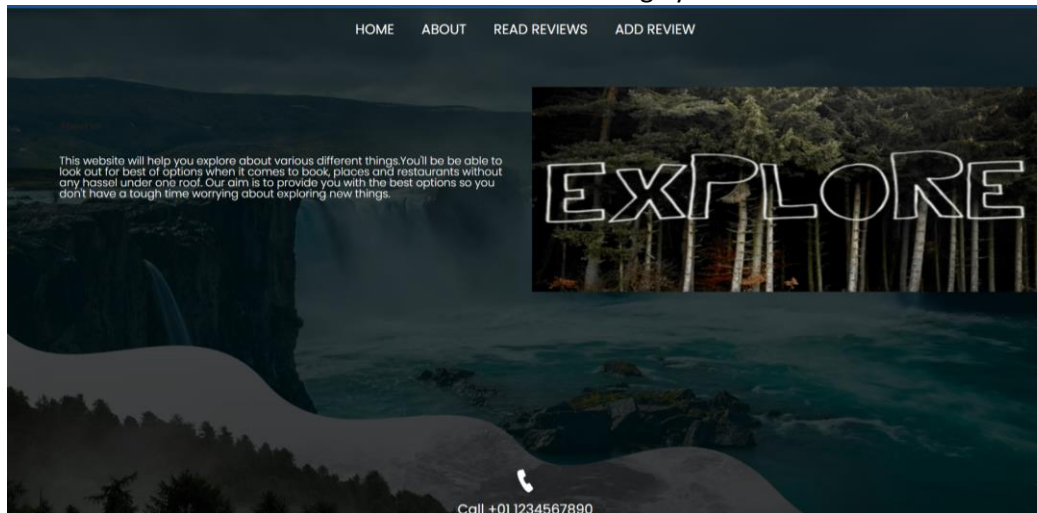 HOME ABOUT READ REVIEWS ADD REVIEW
This website will help you explore about various different things.You'll be be able to
look out for best of options when it comes to book, places and restaurants without
any hassel under one roof. Our aim is to provide you with the best options so you
don't have a tough time worrying about exploring new things.
EXPLORE
Call +01 1234567890